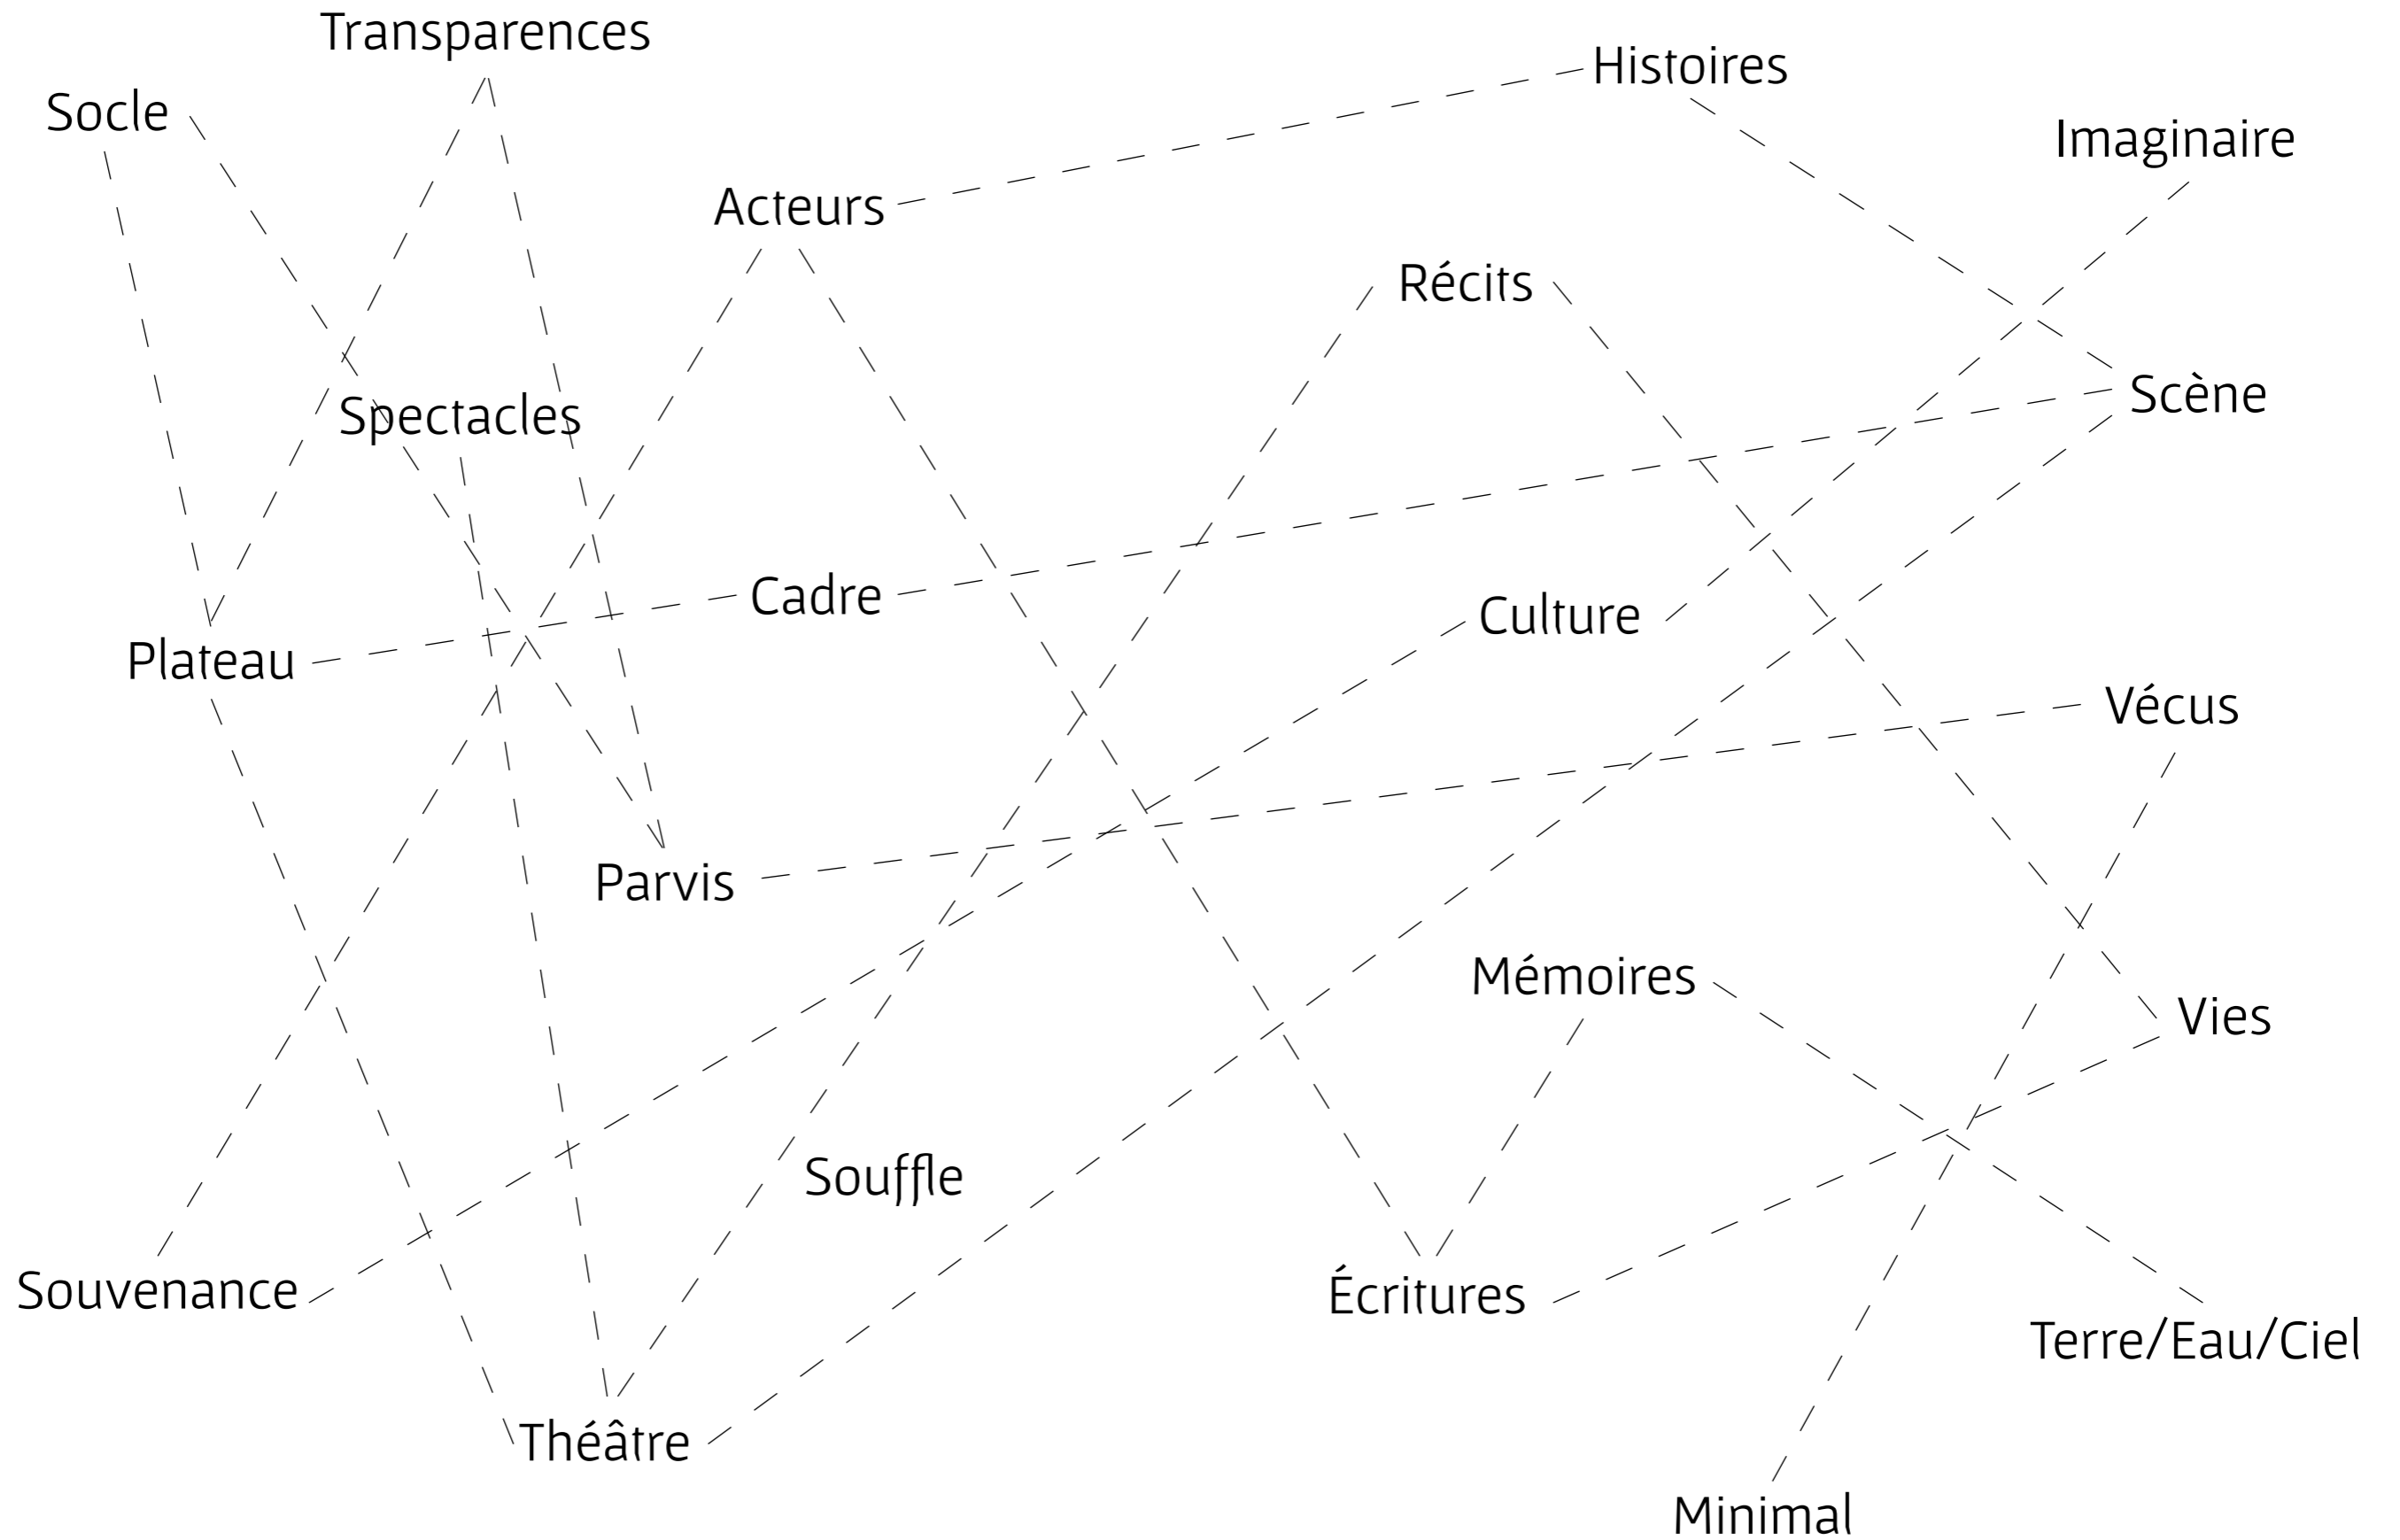 Transparences
Histoires
Socle
Imaginaire
Acteurs
Récits
Scène
Spectacles
Cadre
Culture
Plateau
Vécus
Parvis
Mémoires
Vies
Souffle
Souvenance
Écritures
Terre/Eau/Ciel
Théâtre
Minimal